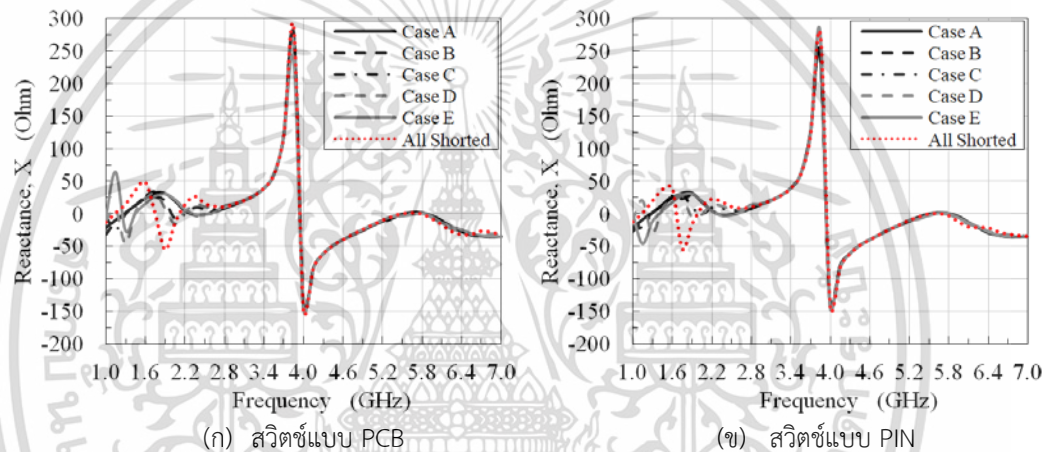 300
250
200
150
100
50
0
-50
-100
-150
-200
Reactance, X (Ohm)
Case A
Case B
Case C
Case D
Case E
All Shorted
1.0 1.6 2.2 2.8 3.4 4.0 4.6 5.2 5.8 6.4 7.0
Frequency (GHz)
(ก) สวิตช์แบบ PCB
300
250
200
150
100
50
0
-50
-100
-150
-200
Reactance, X (Ohm)
Case A
Case B
Case C
Case D
Case E
All Shorted
1.0 1.6 2.2 2.8 3.4 4.0 4.6 5.2 5.8 6.4 7.0
Frequency (GHz)
(ข) สวิตช์แบบ PIN